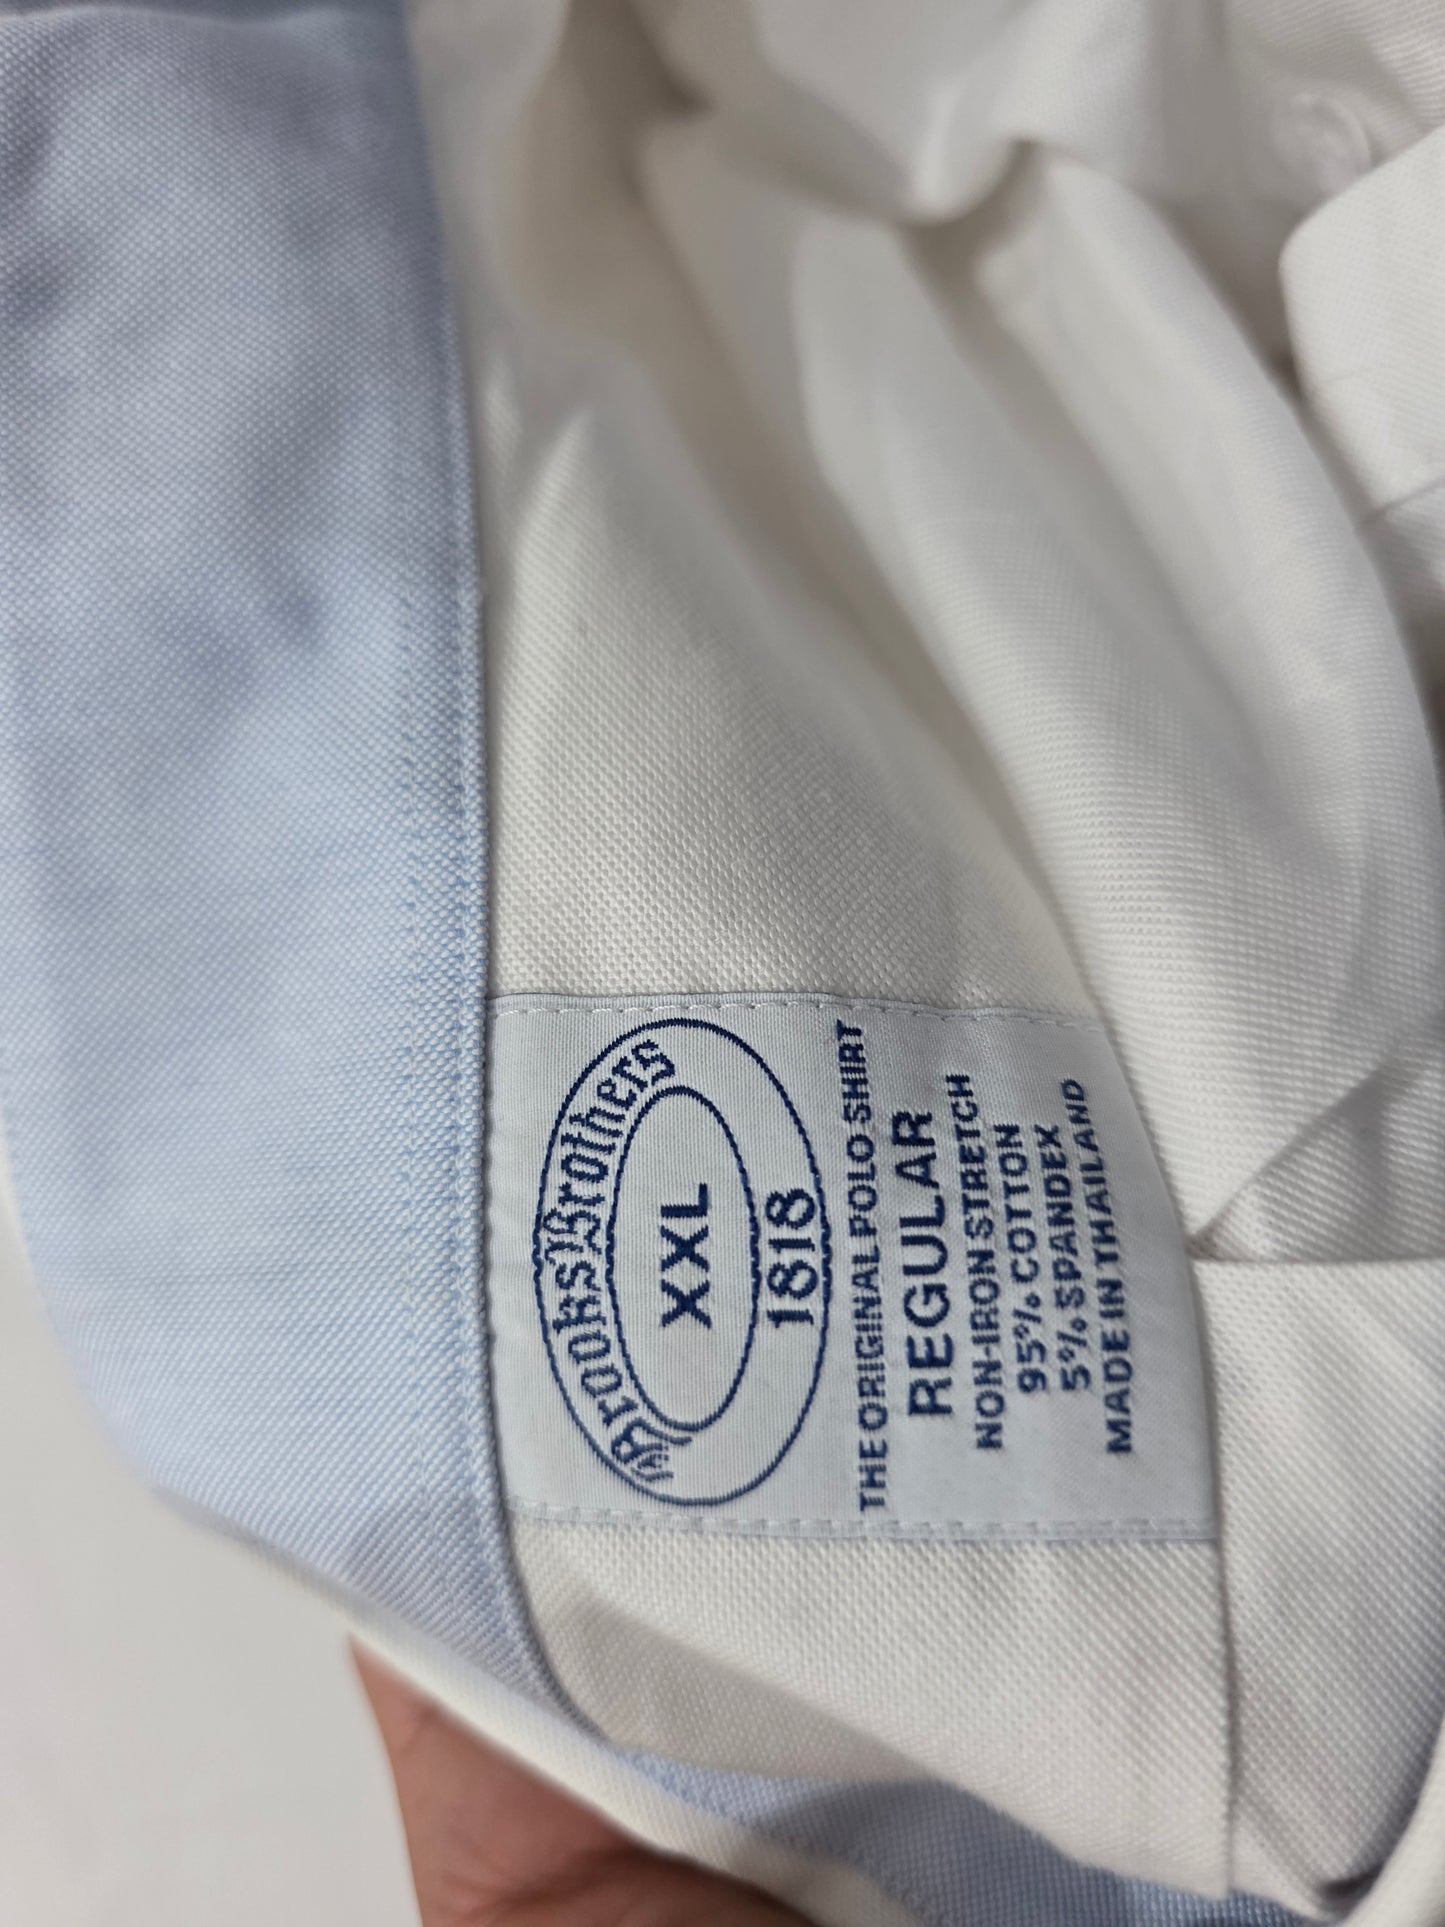 Brooks Brothers
XXL
1818
THE ORIGINAL POLO SHIRT
REGULAR
NON-IRON STRETCH
95% COTTON
5% SPANDEX
MADE IN THAILAND